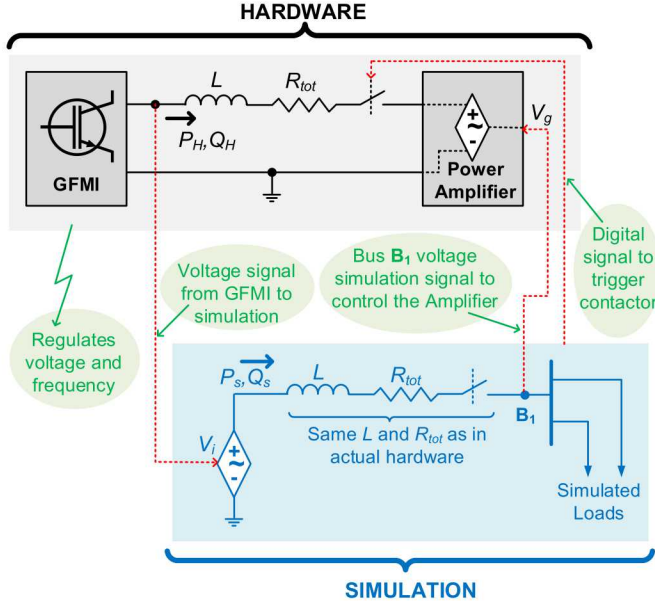 HARDWARE
L
Rtot
PH,QH
GFMI
Vg
Power
Amplifier
Voltage signal
from GFMI to
simulation
Bus B1 voltage
simulation signal to
control the Amplifier
Digital
signal to
trigger
contactor
Regulates
voltage and
frequency
Ps,Qs
L
Rtot
B1
Same L and Rtot as in
actual hardware
Vi
Simulated
Loads
SIMULATION